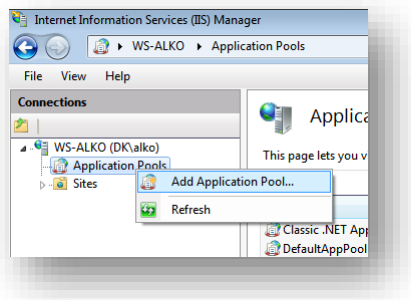 Internet Information Services (IIS) Manager
WS-ALKO Application Pools
File View Help
Connections
WS-ALKO (DK\alko)
Application Pools
Sites
Add Application Pool...
Refresh
Applica
This page lets you v
Classic .NET App
DefaultAppPool